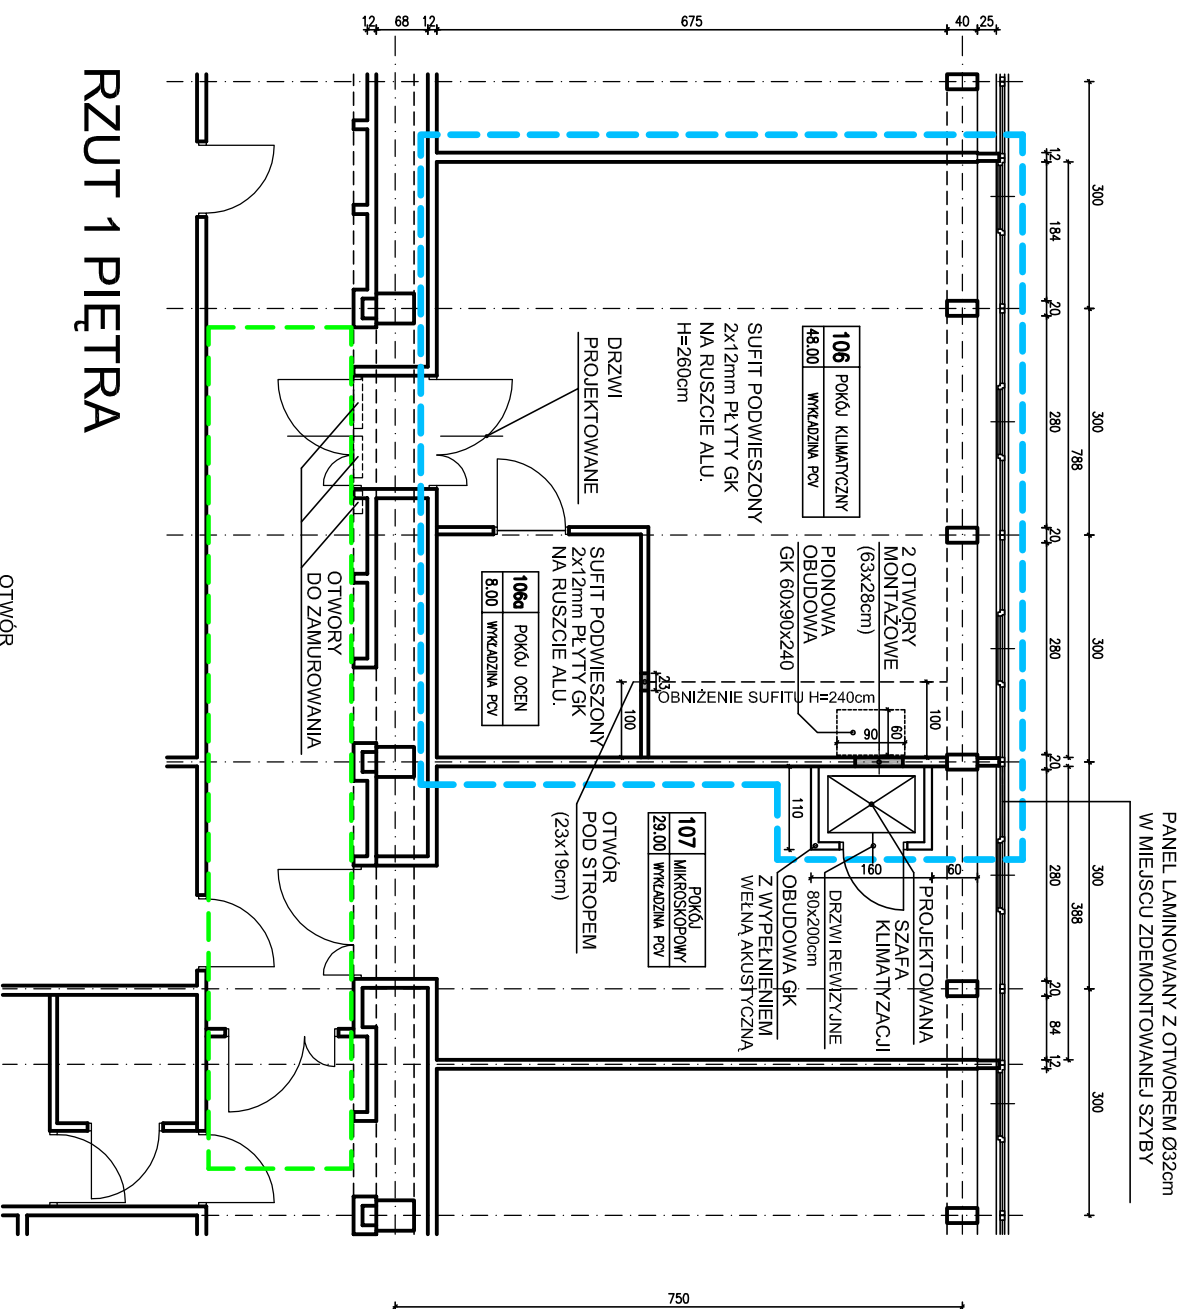 RZUT 1 PIĘTRA
12
68
12
675
40
25
PANEL LAMINOWANY Z OTWOREM Ø32cm
W MIEJSCU ZDEMONTOWANEJ SZYBY
300
300
300
300
300
788
388
12
184
20
280
20
280
20
280
20
84
12
106 POKÓJ KLIMATYCZNY
48.00 WYKŁADZINA PCV
SUFIT PODWIESZONY
2x12mm PŁYTY GK
NA RUSZCIE ALU.
H=260cm
DRZWI
PROJEKTOWANE
2 OTWORY
MONTAŻOWE
(63x28cm)
PIONOWA
OBUDOWA
GK 60x90x240
SUFIT PODWIESZONY
2x12mm PŁYTY GK
NA RUSZCIE ALU.
106a POKÓJ OCEN
8.00 WYKŁADZINA PCV
OTWORY
DO ZAMUROWANIA
OBNIŻENIE SUFITU H=240cm
23
100
100
60
90
110
160
60
PROJEKTOWANA
SZAFA
KLIMATYZACJI
DRZWI REWIZYJNE
80x200cm
OBUDOWA GK
Z WYPEŁNIENIEM
WEŁNĄ AKUSTYCZNĄ
107 POKÓJ
MIKROSKOPOWY
29.00 WYKŁADZINA PCV
OTWÓR
POD STROPEM
(23x19cm)
OTWÓR
750